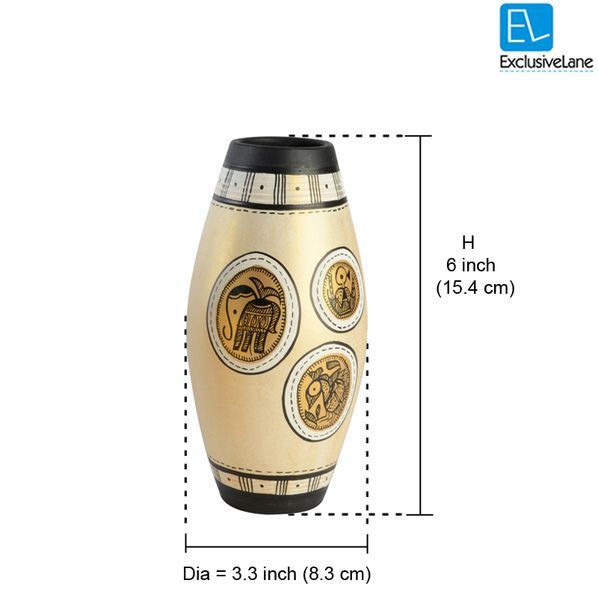 EL
ExclusiveLane
H
6 inch
(15.4 cm)
Dia = 3.3 inch (8.3 cm)